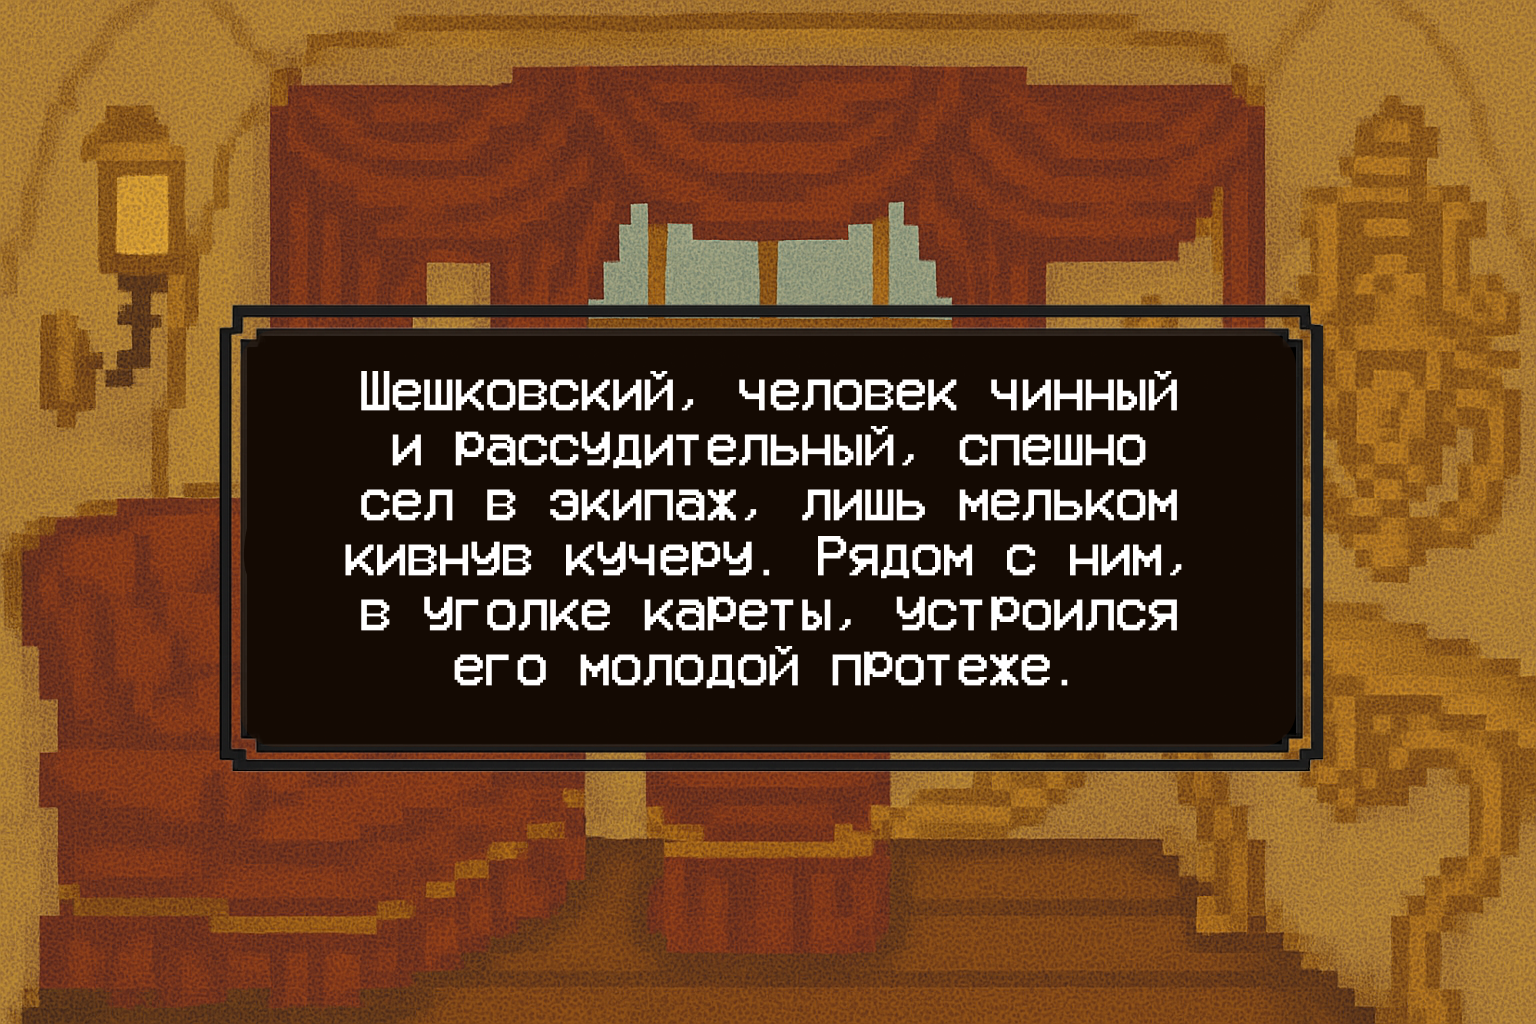 Шешковский, человек чинный
и рассудительный, спешно
сел в экипаж, лишь мельком
кивнув кучеру. Рядом с ним,
в уголке кареты, устроился
его молодой протеже.